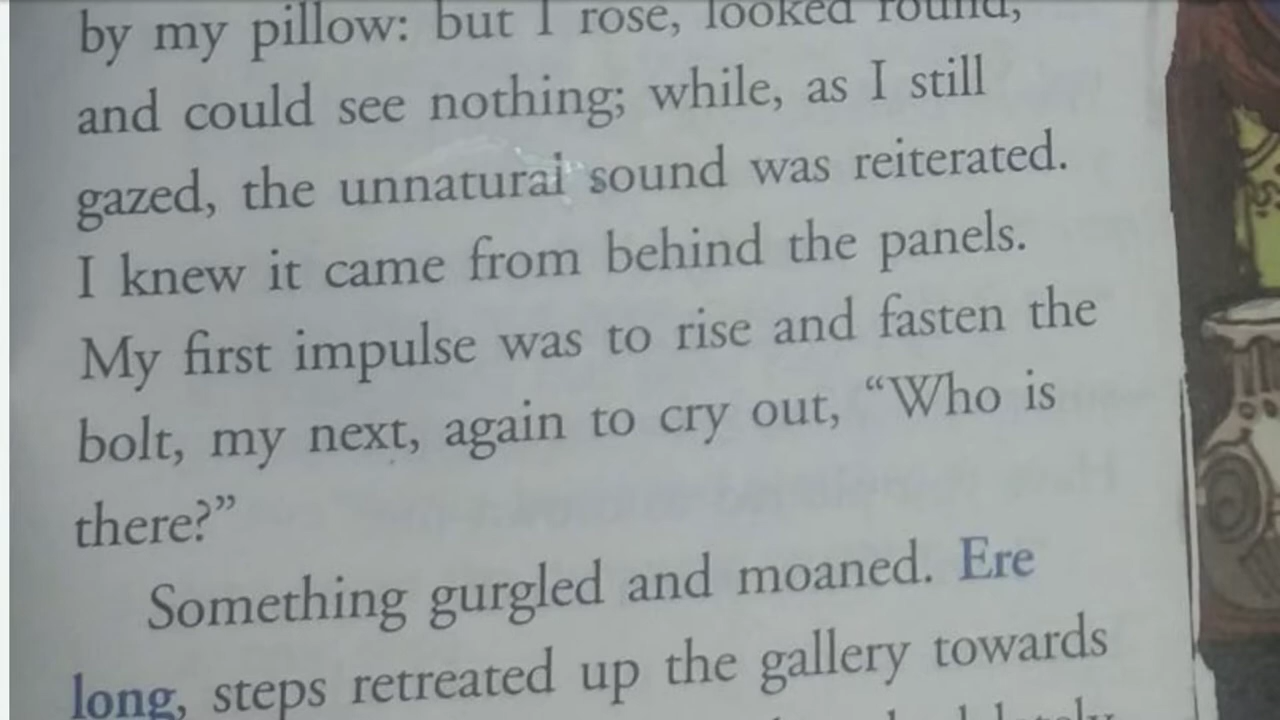 by my pillow: but I rose, looked round,
and could see nothing; while, as I still
gazed, the unnatural sound was reiterated.
I knew it came from behind the panels.
My first impulse was to rise and fasten the
bolt, my next, again to cry out, “Who is
there?”
Something gurgled and moaned. Ere
long, steps retreated up the gallery towards